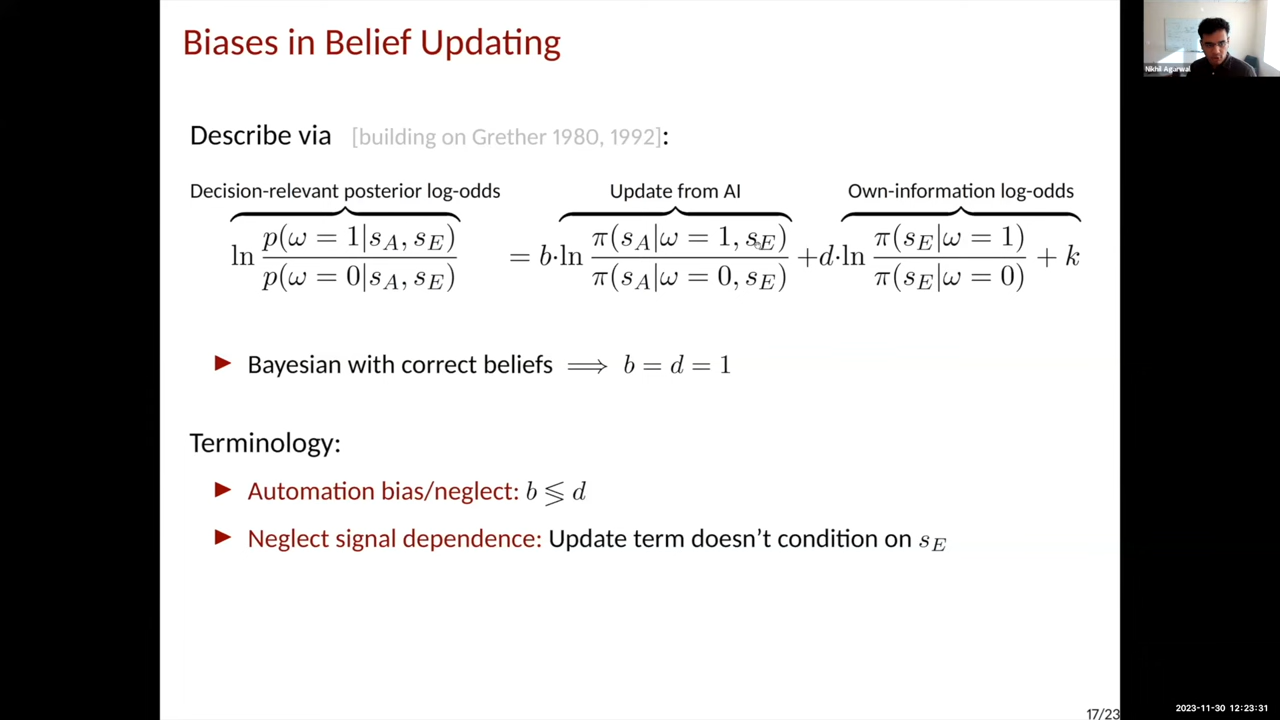 Biases in Belief Updating
Nikhil Agarwal
Describe via [building on Grether 1980, 1992]:
Decision-relevant posterior log-odds Update from AI Own-information log-odds
ln p(ω = 1|s_A, s_E) / p(ω = 0|s_A, s_E) = b·ln π(s_A|ω = 1, s_E) / π(s_A|ω = 0, s_E) +d·ln π(s_E|ω = 1) / π(s_E|ω = 0) + k
► Bayesian with correct beliefs ⟹ b = d = 1
Terminology:
► Automation bias/neglect: b ⪋ d
► Neglect signal dependence: Update term doesn't condition on s_E
17/23
2023-11-30 12:23:31